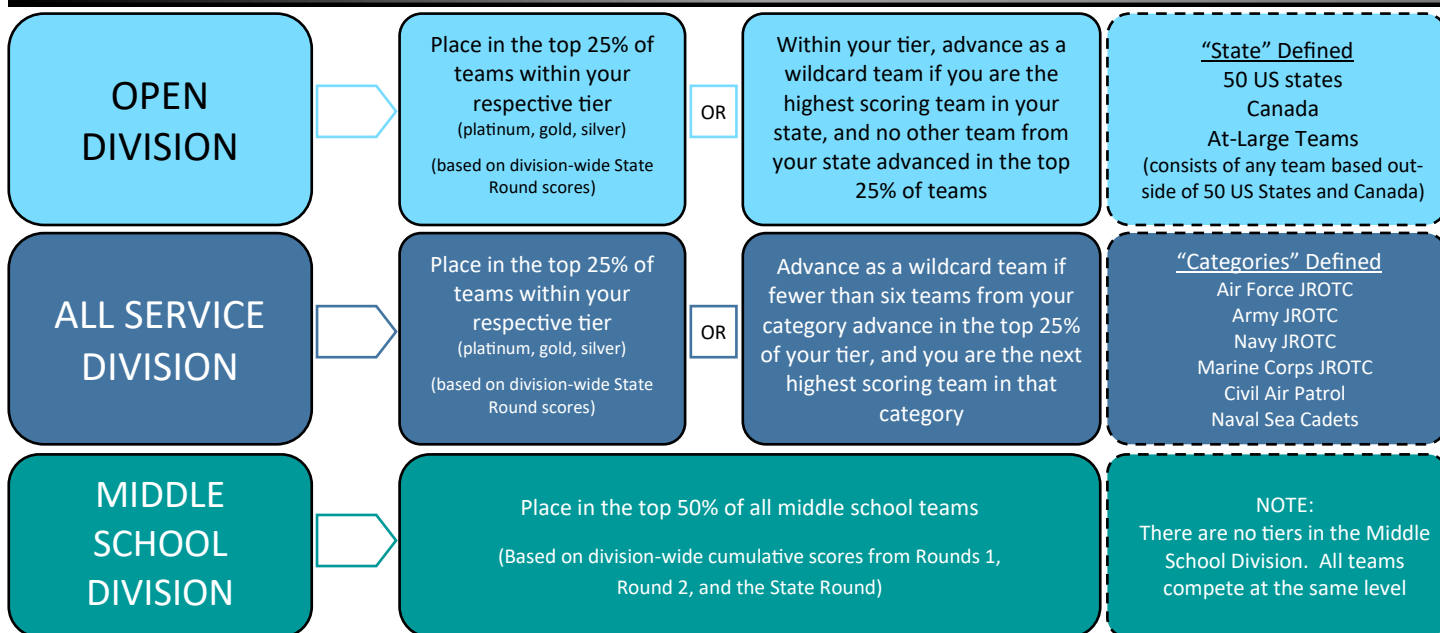 OPEN
DIVISION
Place in the top 25% of
teams within your
respective tier
(platinum, gold, silver)
(based on division-wide State
Round scores)
OR
Within your tier, advance as a
wildcard team if you are the
highest scoring team in your
state, and no other team from
your state advanced in the top
25% of teams
“State” Defined
50 US states
Canada
At-Large Teams
(consists of any team based out-
side of 50 US States and Canada)
ALL SERVICE
DIVISION
Place in the top 25% of
teams within your
respective tier
(platinum, gold, silver)
(based on division-wide State
Round scores)
OR
Advance as a wildcard team if
fewer than six teams from your
category advance in the top 25%
of your tier, and you are the next
highest scoring team in that
category
“Categories” Defined
Air Force JROTC
Army JROTC
Navy JROTC
Marine Corps JROTC
Civil Air Patrol
Naval Sea Cadets
MIDDLE
SCHOOL
DIVISION
Place in the top 50% of all middle school teams
(Based on division-wide cumulative scores from Rounds 1,
Round 2, and the State Round)
NOTE:
There are no tiers in the Middle
School Division.  All teams
compete at the same level